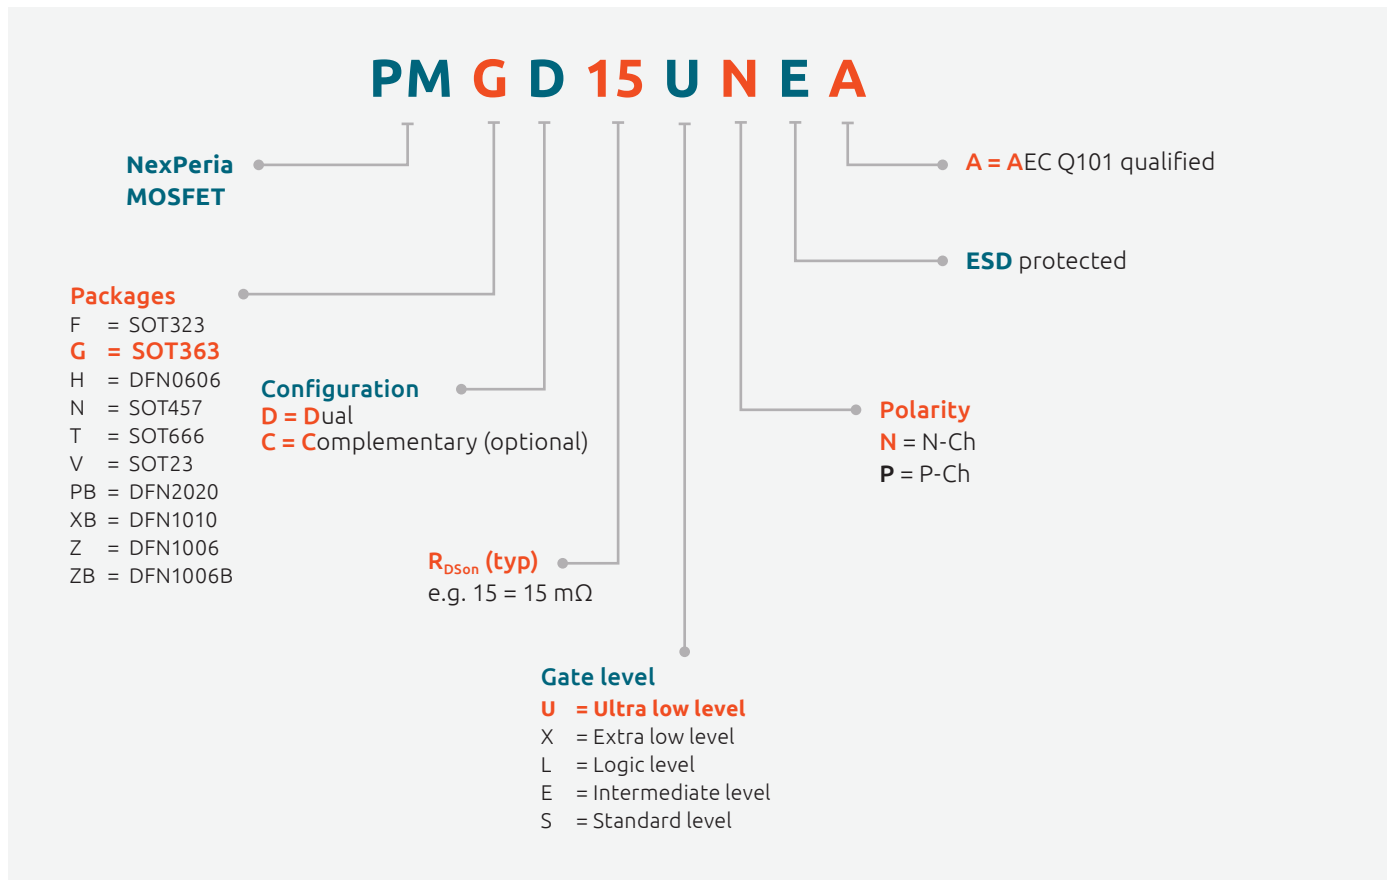 PM G D 15 U N E A
NexPeria
MOSFET
A = AEC Q101 qualified
ESD protected
Packages
F = SOT323
G = SOT363
H = DFN0606
N = SOT457
T = SOT666
V = SOT23
PB = DFN2020
XB = DFN1010
Z = DFN1006
ZB = DFN1006B
Configuration
D = Dual
C = Complementary (optional)
Polarity
N = N-Ch
P = P-Ch
RDSon (typ)
e.g. 15 = 15 mΩ
Gate level
U = Ultra low level
X = Extra low level
L = Logic level
E = Intermediate level
S = Standard level